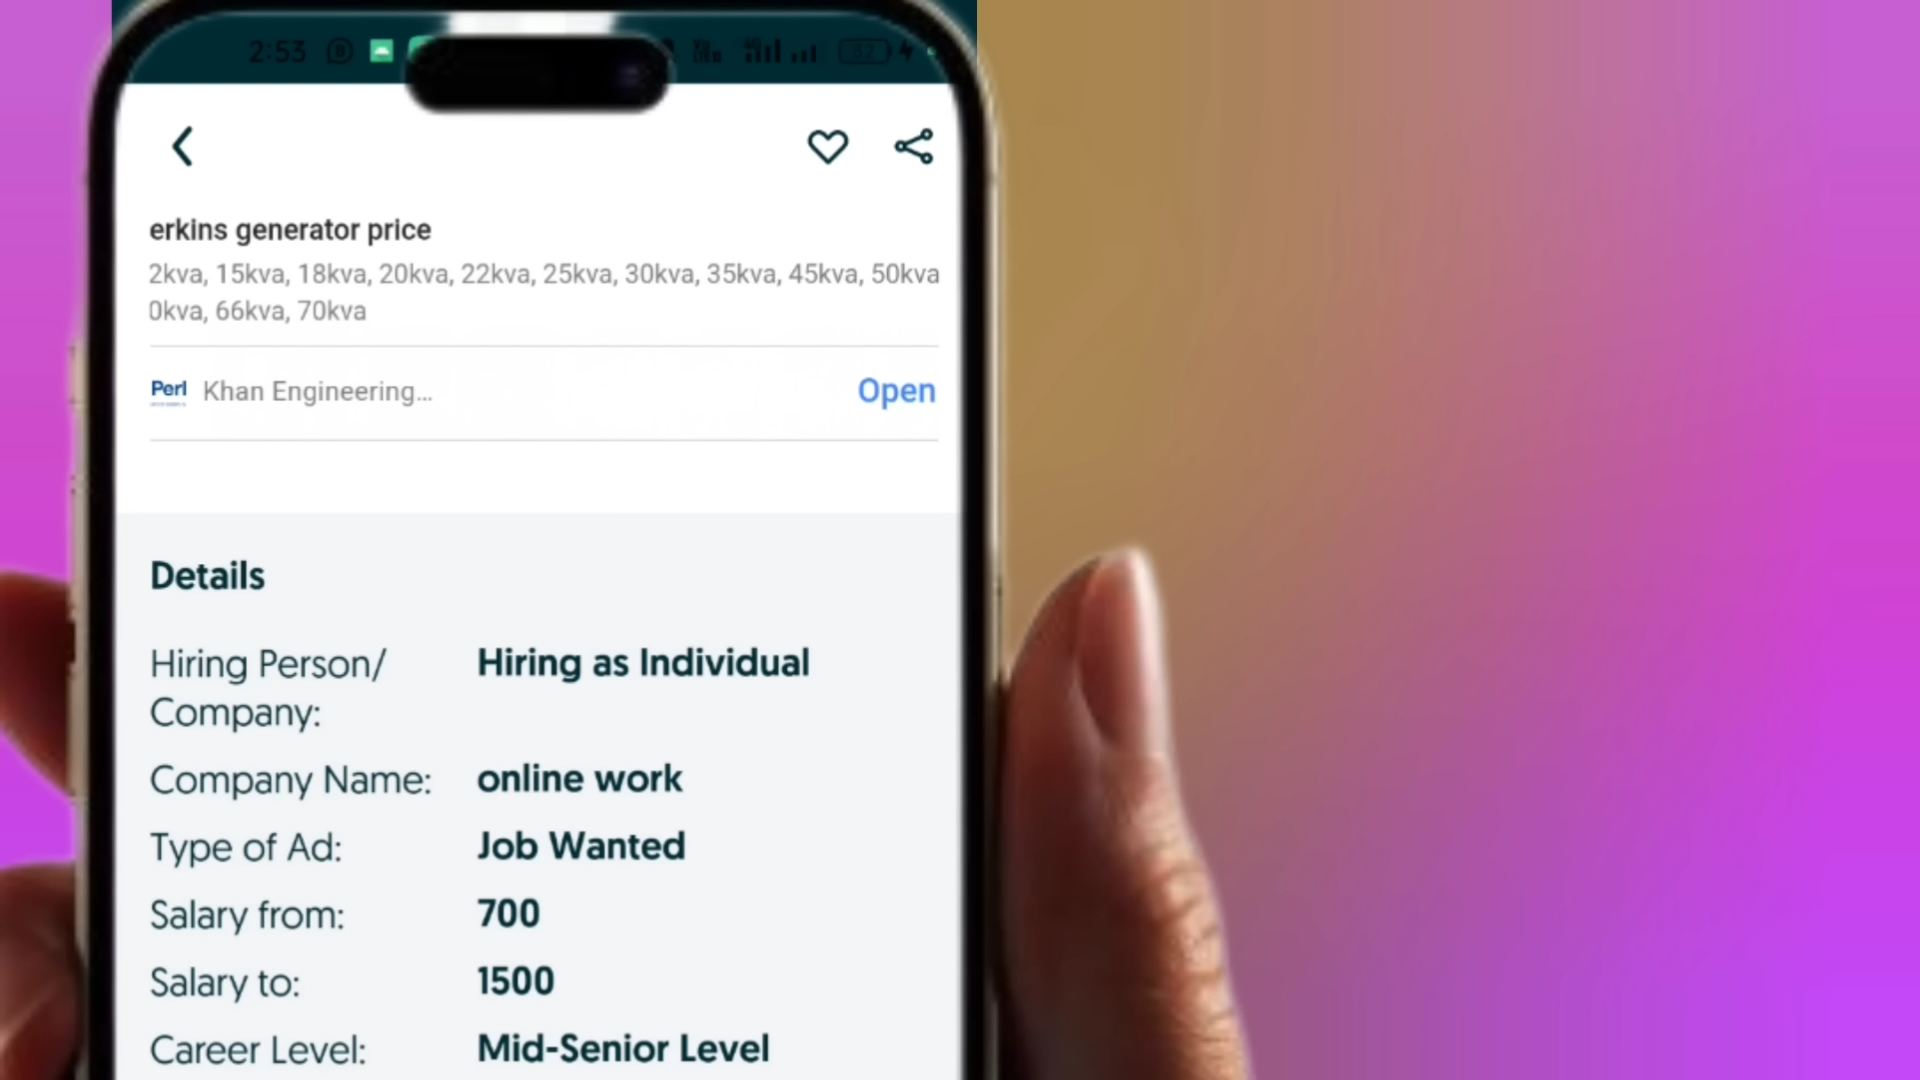 2:53
erkins generator price
2kva, 15kva, 18kva, 20kva, 22kva, 25kva, 30kva, 35kva, 45kva, 50kva
0kva, 66kva, 70kva
Perl Khan Engineering... Open
Details
Hiring Person/ Hiring as Individual
Company:
Company Name: online work
Type of Ad: Job Wanted
Salary from: 700
Salary to: 1500
Career Level: Mid-Senior Level